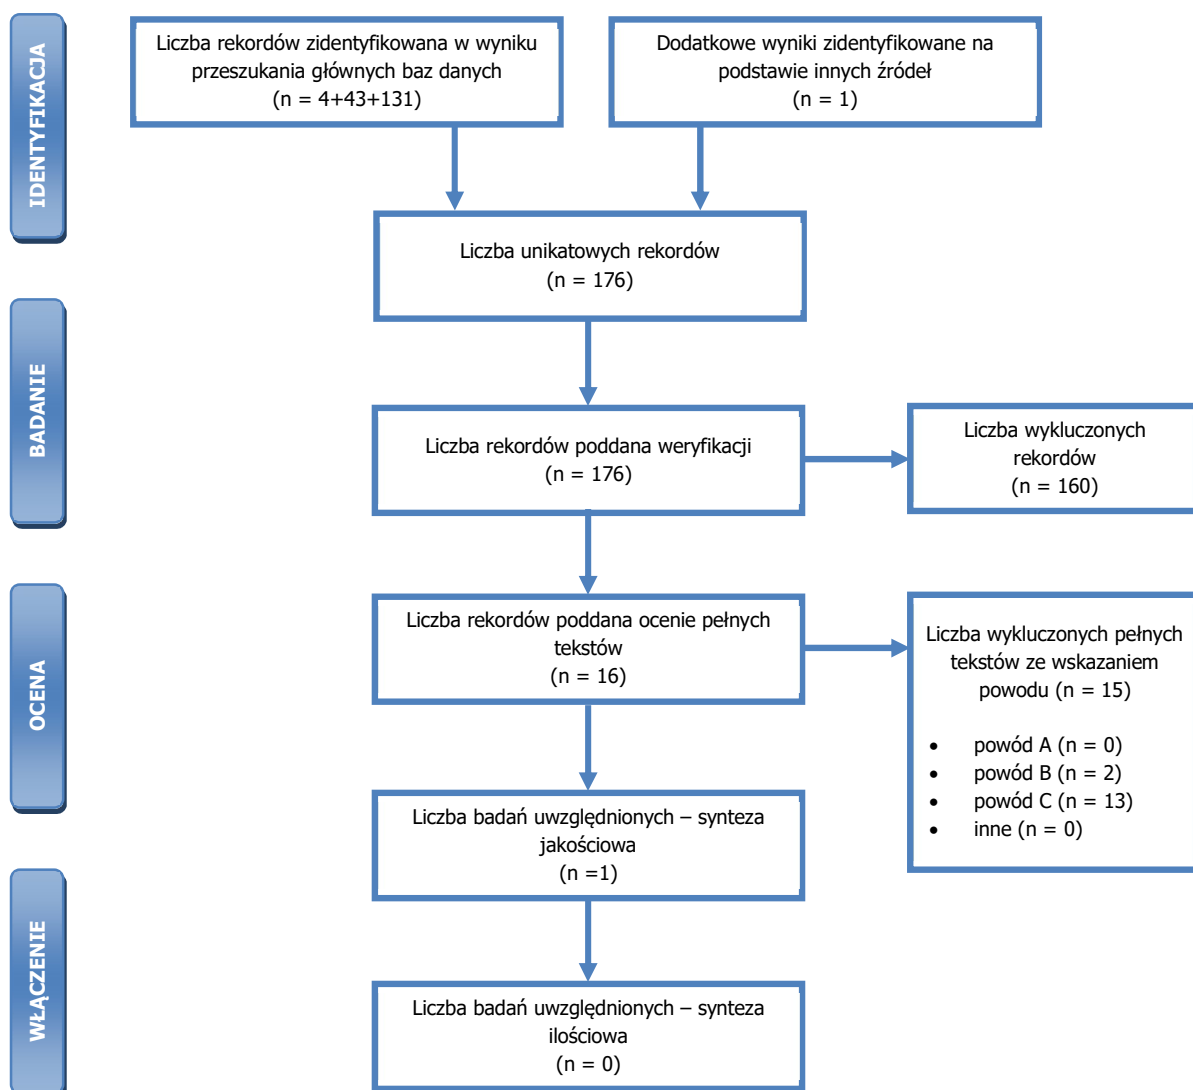 IDENTYFIKACJA
Liczba rekordów zidentyfikowana w wyniku
przeszukania głównych baz danych
(n = 4+43+131)
Dodatkowe wyniki zidentyfikowane na
podstawie innych źródeł
(n = 1)
Liczba unikatowych rekordów
(n = 176)
BADANIE
Liczba rekordów poddana weryfikacji
(n = 176)
Liczba wykluczonych
rekordów
(n = 160)
OCENA
Liczba rekordów poddana ocenie pełnych
tekstów
(n = 16)
Liczba wykluczonych pełnych
tekstów ze wskazaniem
powodu (n = 15)
• powód A (n = 0)
• powód B (n = 2)
• powód C (n = 13)
• inne (n = 0)
Liczba badań uwzględnionych – synteza
jakościowa
(n =1)
WŁĄCZENIE
Liczba badań uwzględnionych – synteza
ilościowa
(n = 0)